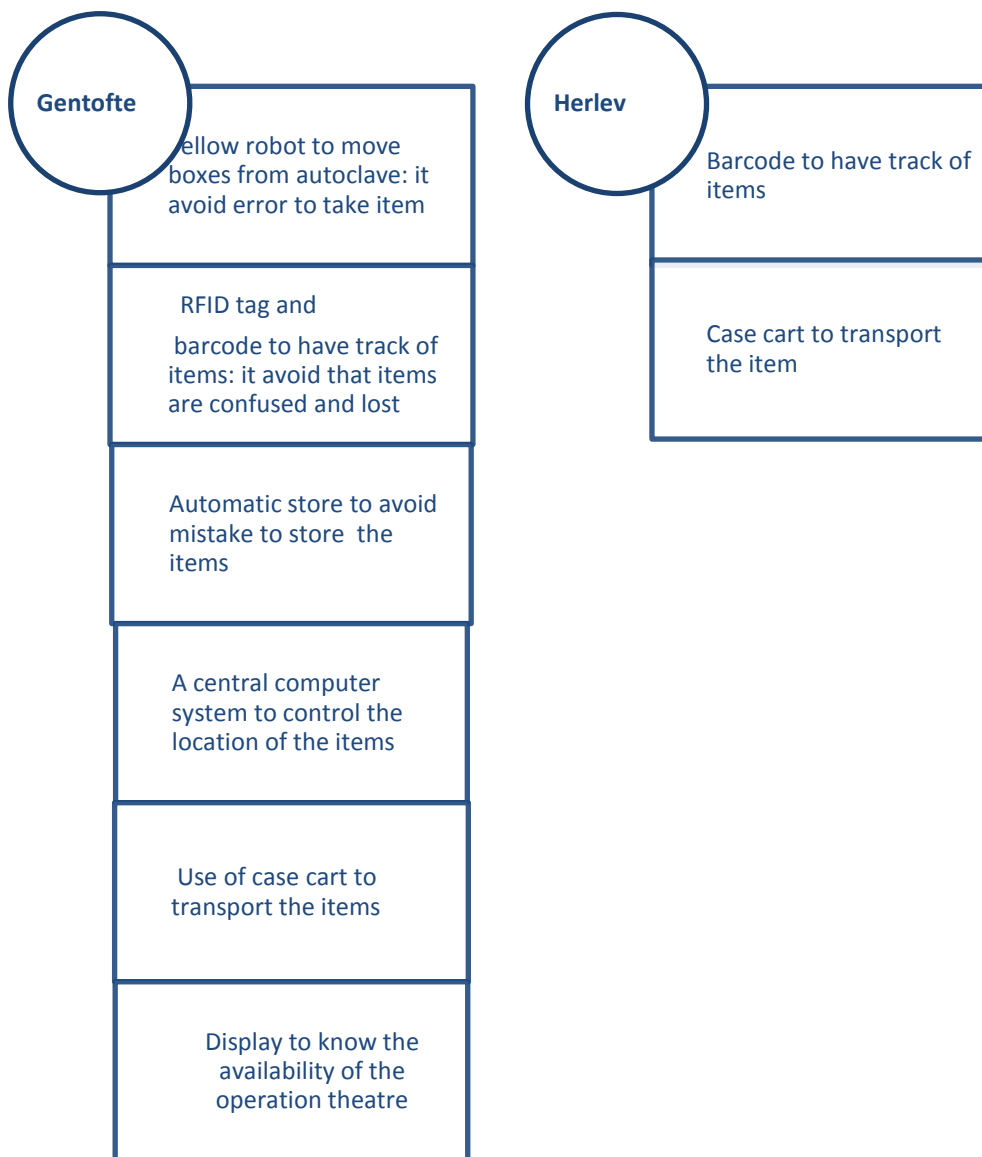 Gentofte
ellow robot to move
boxes from autoclave: it
avoid error to take item
RFID tag and
barcode to have track of
items: it avoid that items
are confused and lost
Automatic store to avoid
mistake to store the
items
A central computer
system to control the
location of the items
Use of case cart to
transport the items
Display to know the
availability of the
operation theatre
Herlev
Barcode to have track of
items
Case cart to transport
the item